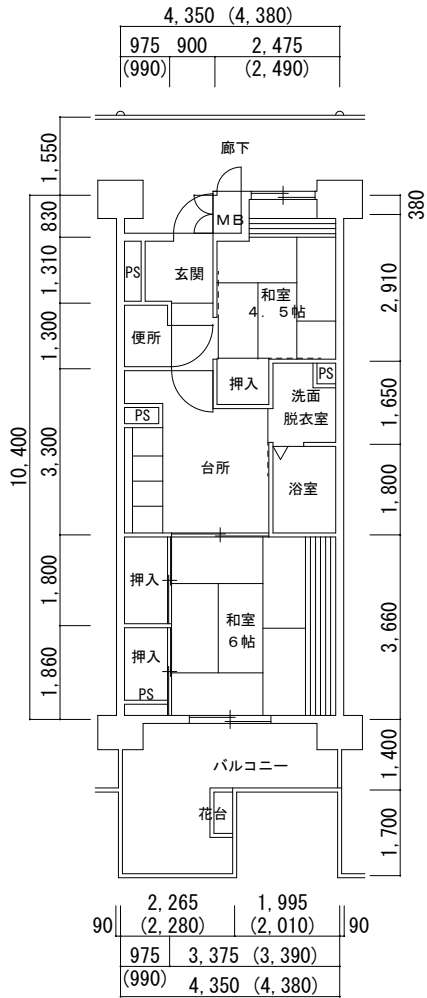 4,350 (4,380)
975 900 2,475
(990) (2,490)
1,550
廊下
830
380
MB
1,310
PS
玄関
和室
4.5帖
2,910
1,300
便所
押入
PS
洗面
脱衣室
1,650
PS
10,400
3,300
台所
浴室
1,800
1,800
押入
和室
6帖
3,660
1,860
押入
PS
バルコニー
1,400
花台
1,700
2,265 1,995
90 (2,280) (2,010) 90
975 3,375 (3,390)
(990)
4,350 (4,380)